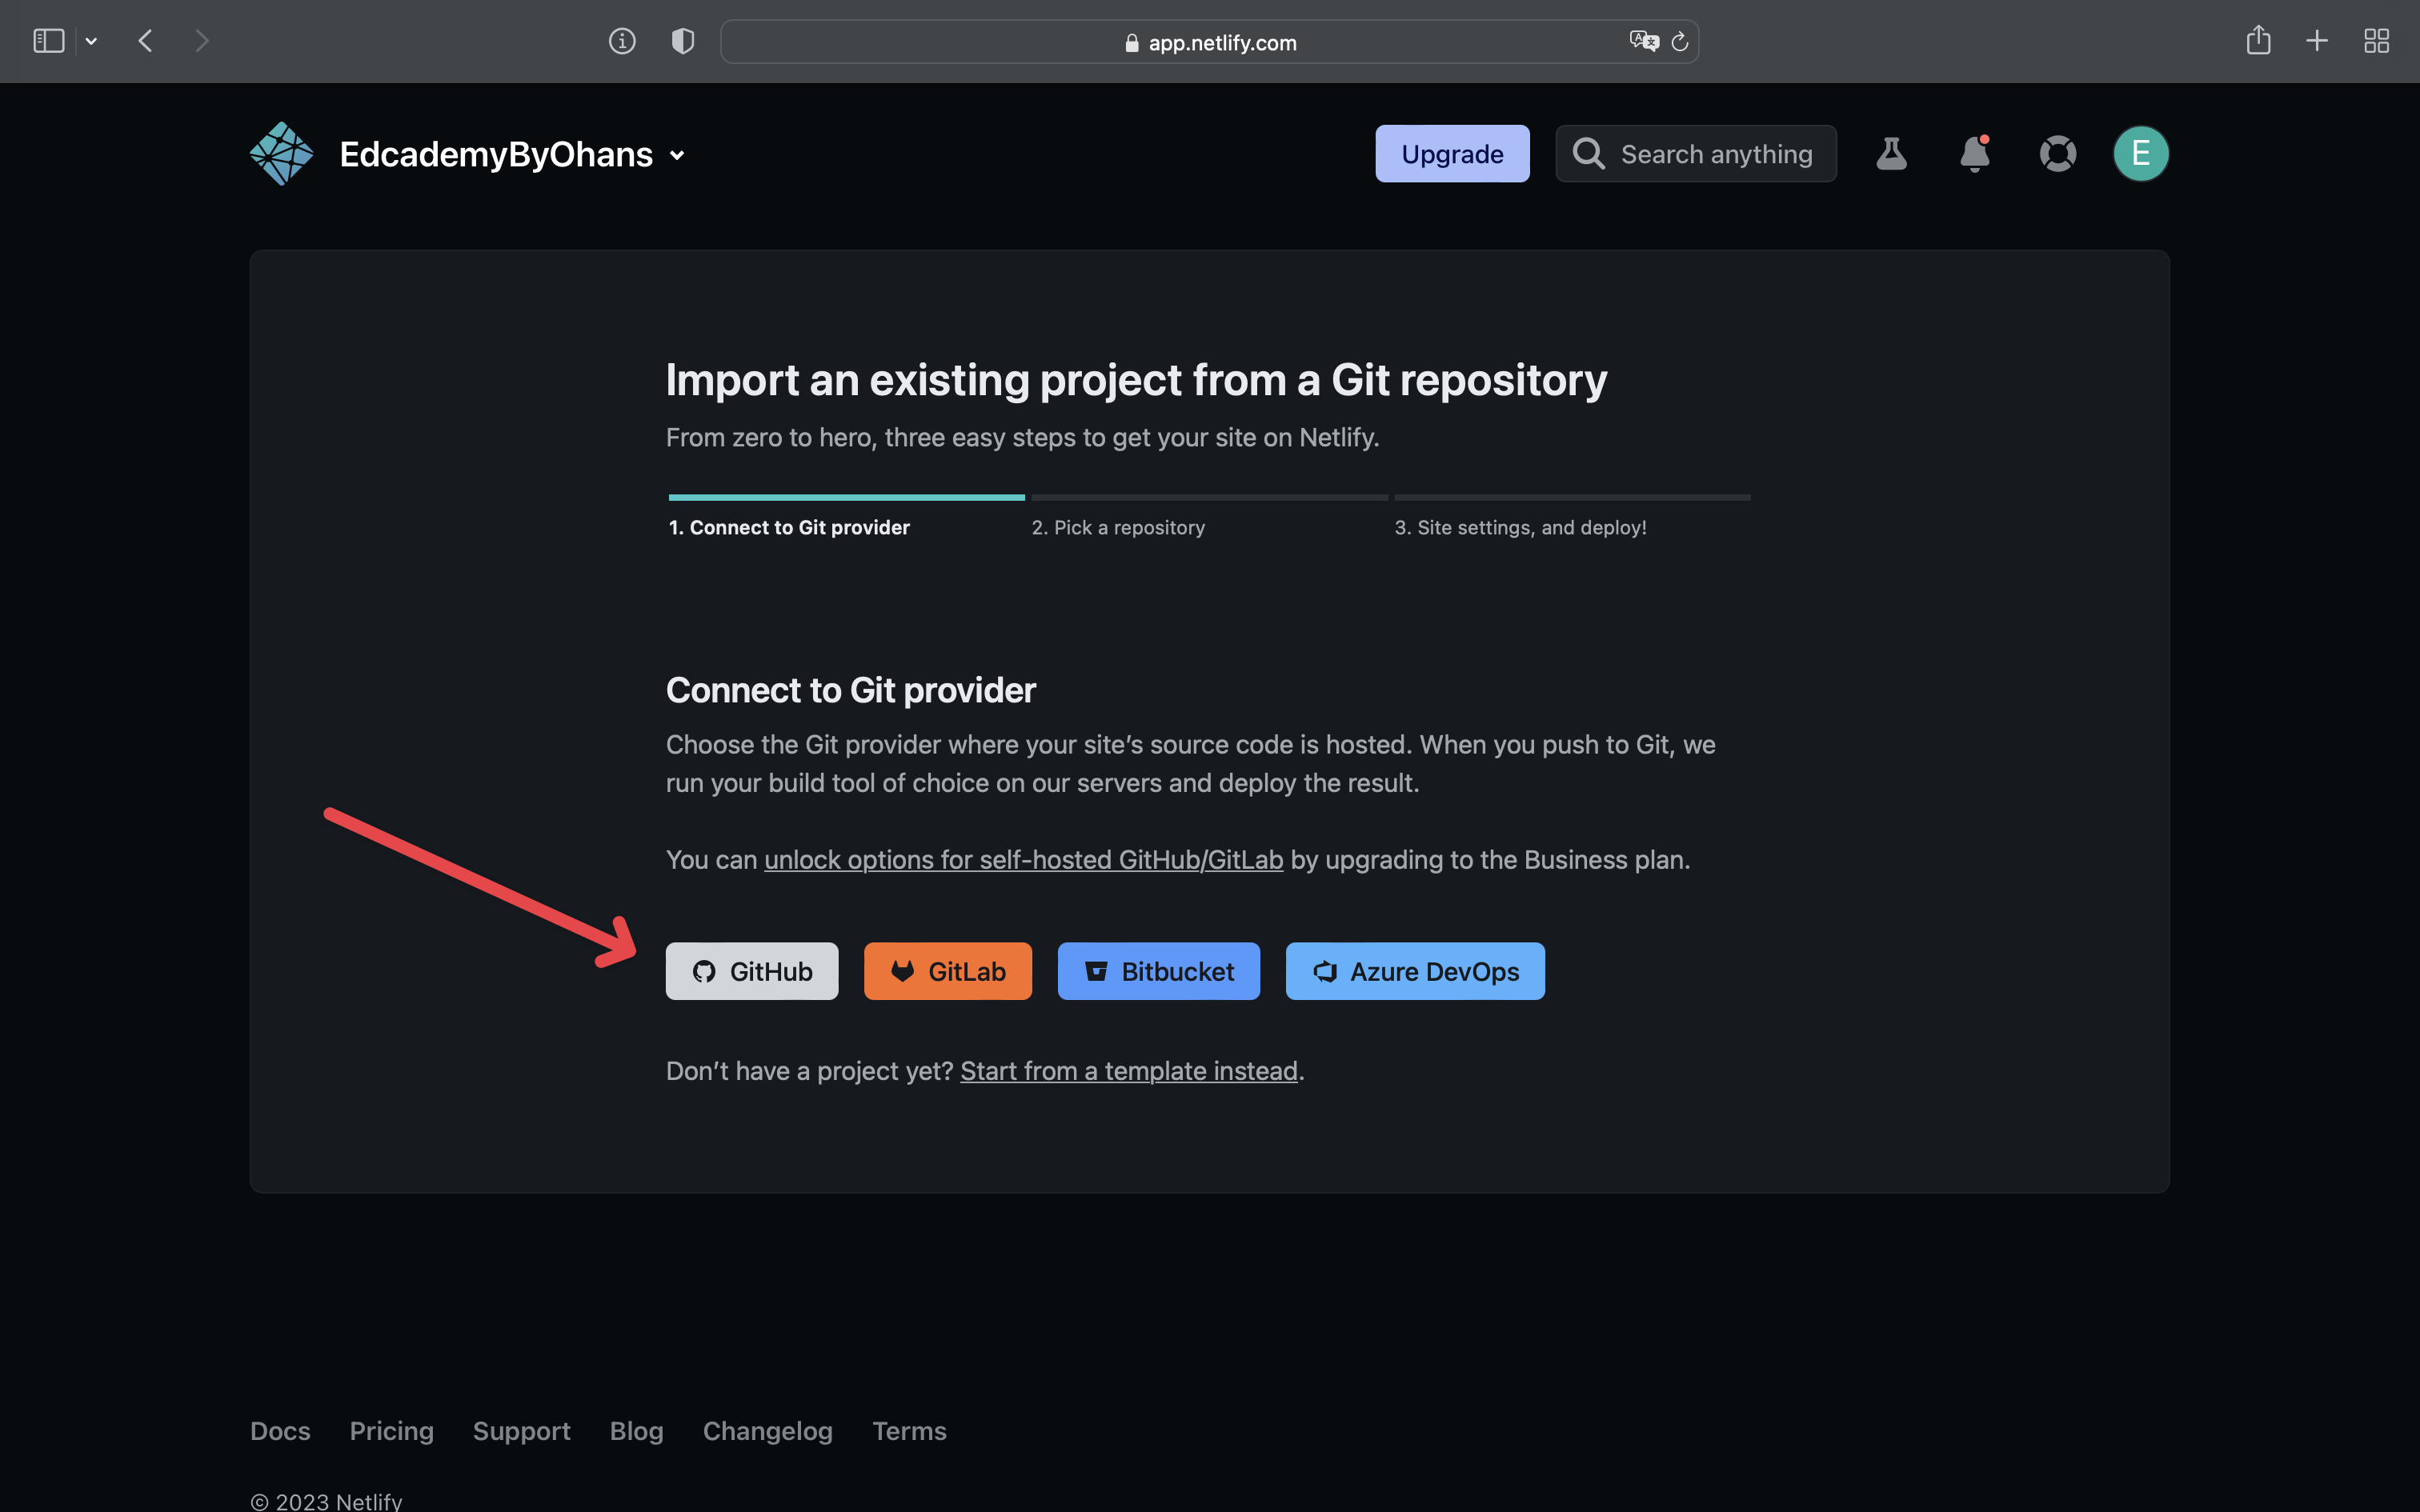 app.netlify.com
EdcademyByOhans
Upgrade
Search anything
E
Import an existing project from a Git repository
From zero to hero, three easy steps to get your site on Netlify.
1. Connect to Git provider
2. Pick a repository
3. Site settings, and deploy!
Connect to Git provider
Choose the Git provider where your site’s source code is hosted. When you push to Git, we
run your build tool of choice on our servers and deploy the result.
You can unlock options for self-hosted GitHub/GitLab by upgrading to the Business plan.
GitHub
GitLab
Bitbucket
Azure DevOps
Don’t have a project yet? Start from a template instead.
Docs
Pricing
Support
Blog
Changelog
Terms
© 2023 Netlify